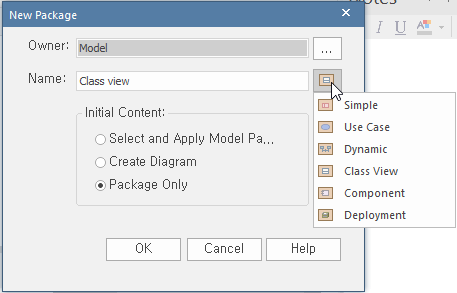 New Package
Owner: Model ...
Name: Class view
Initial Content:
Select and Apply Model Pa...
Create Diagram
Package Only
OK Cancel Help
Simple
Use Case
Dynamic
Class View
Component
Deployment
I U A